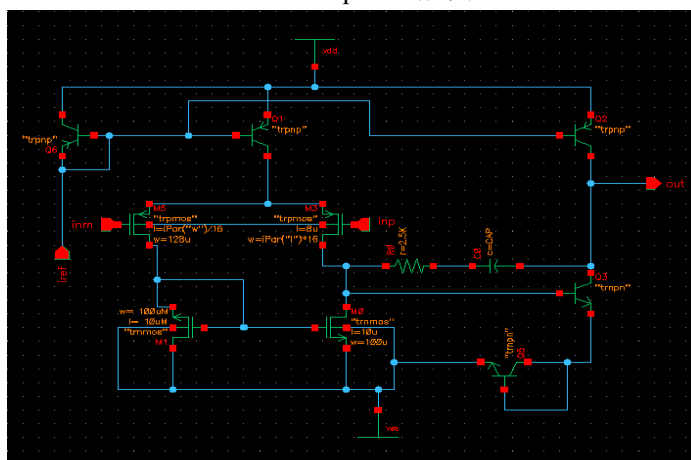 vdd
"trpnp"
Q6
Q1
"trpnp"
Q2
"trpnp"
out
inm
M5
"trpmos"
l=iPar("w")/16
w=128u
M3
"trpmos"
l=8u
w=iPar("l")*16
inp
iref
R0
r=2.5K
C0
c=CAP
Q3
"trnpn"
w= 100uM
l= 10uM
"trnmos"
M1
M0
"trnmos"
l=10u
w=100u
"trnpn"
Q5